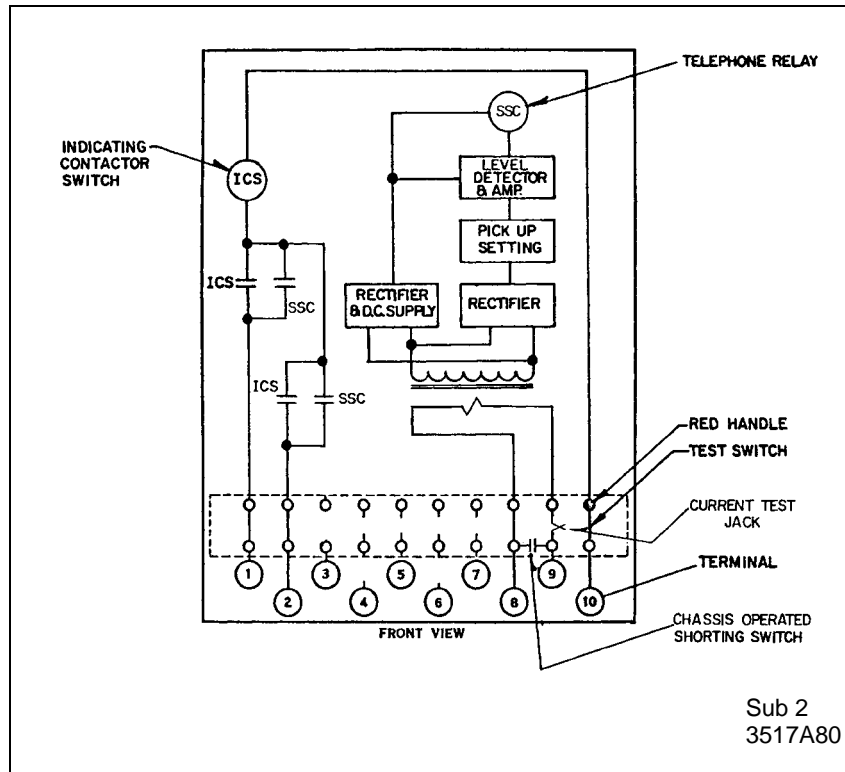 TELEPHONE RELAY
SSC
INDICATING
CONTACTOR
SWITCH
ICS
LEVEL
DETECTOR
& AMP.
PICK UP
SETTING
RECTIFIER
& D.C. SUPPLY
RECTIFIER
ICS
SSC
ICS
SSC
RED HANDLE
TEST SWITCH
CURRENT TEST
JACK
TERMINAL
1
2
3
4
5
6
7
8
9
10
FRONT VIEW
CHASSIS OPERATED
SHORTING SWITCH
Sub 2
3517A80